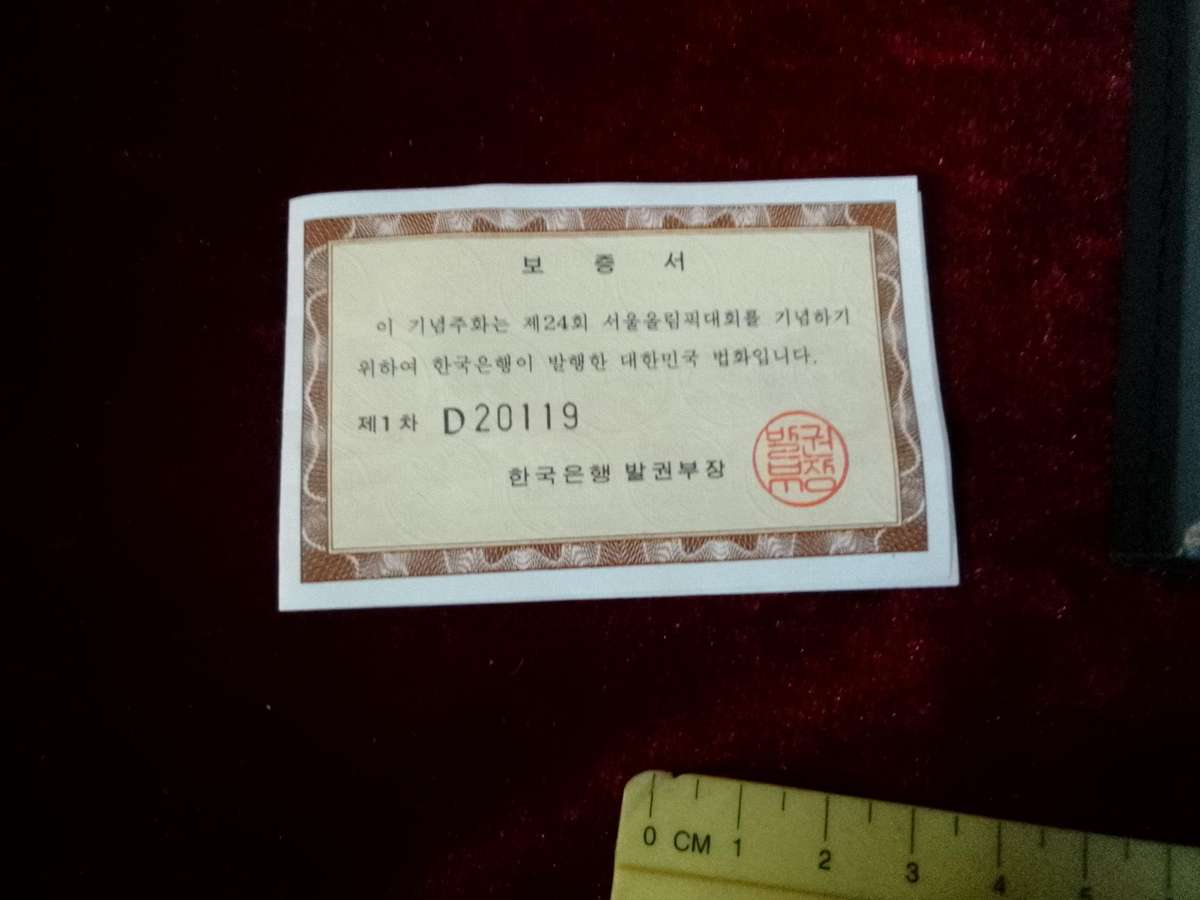 보 증 서
이 기념주화는 제24회 서울올림픽대회를 기념하기
위하여 한국은행이 발행한 대한민국 법화입니다.
제1차 D20119
한국은행 발권부장
발권
부장
0 CM 1 2 3 4 5